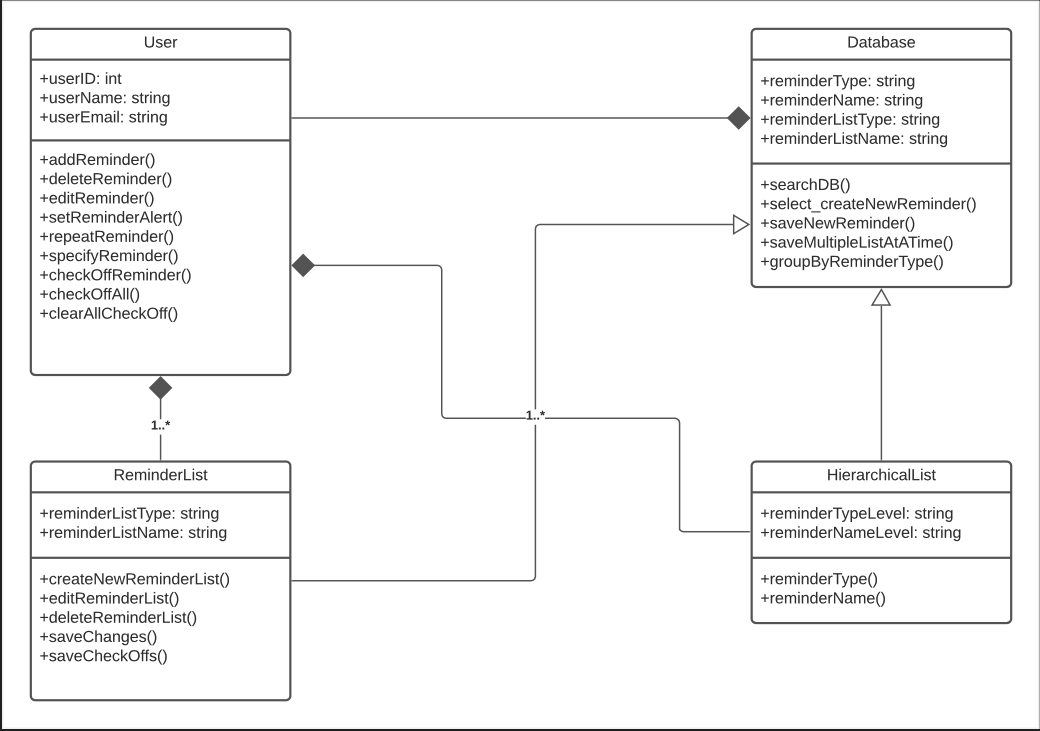 User
+userID: int
+userName: string
+userEmail: string
+addReminder()
+deleteReminder()
+editReminder()
+setReminderAlert()
+repeatReminder()
+specifyReminder()
+checkOffReminder()
+checkOffAll()
+clearAllCheckOff()
Database
+reminderType: string
+reminderName: string
+reminderListType: string
+reminderListName: string
+searchDB()
+select_createNewReminder()
+saveNewReminder()
+saveMultipleListAtATime()
+groupByReminderType()
1..*
1..*
ReminderList
+reminderListType: string
+reminderListName: string
+createNewReminderList()
+editReminderList()
+deleteReminderList()
+saveChanges()
+saveCheckOffs()
HierarchicalList
+reminderTypeLevel: string
+reminderNameLevel: string
+reminderType()
+reminderName()